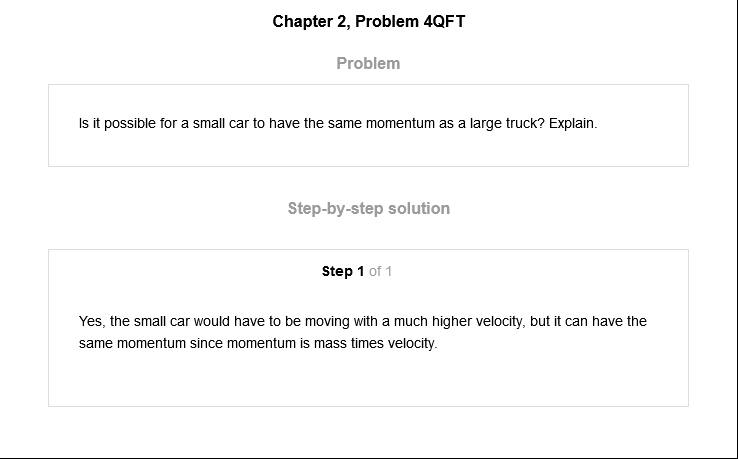 Chapter 2, Problem 4QFT
Problem
Is it possible for a small car to have the same momentum as a large truck? Explain.
Step-by-step solution
Step 1 of 1
Yes, the small car would have to be moving with a much higher velocity, but it can have the
same momentum since momentum is mass times velocity.